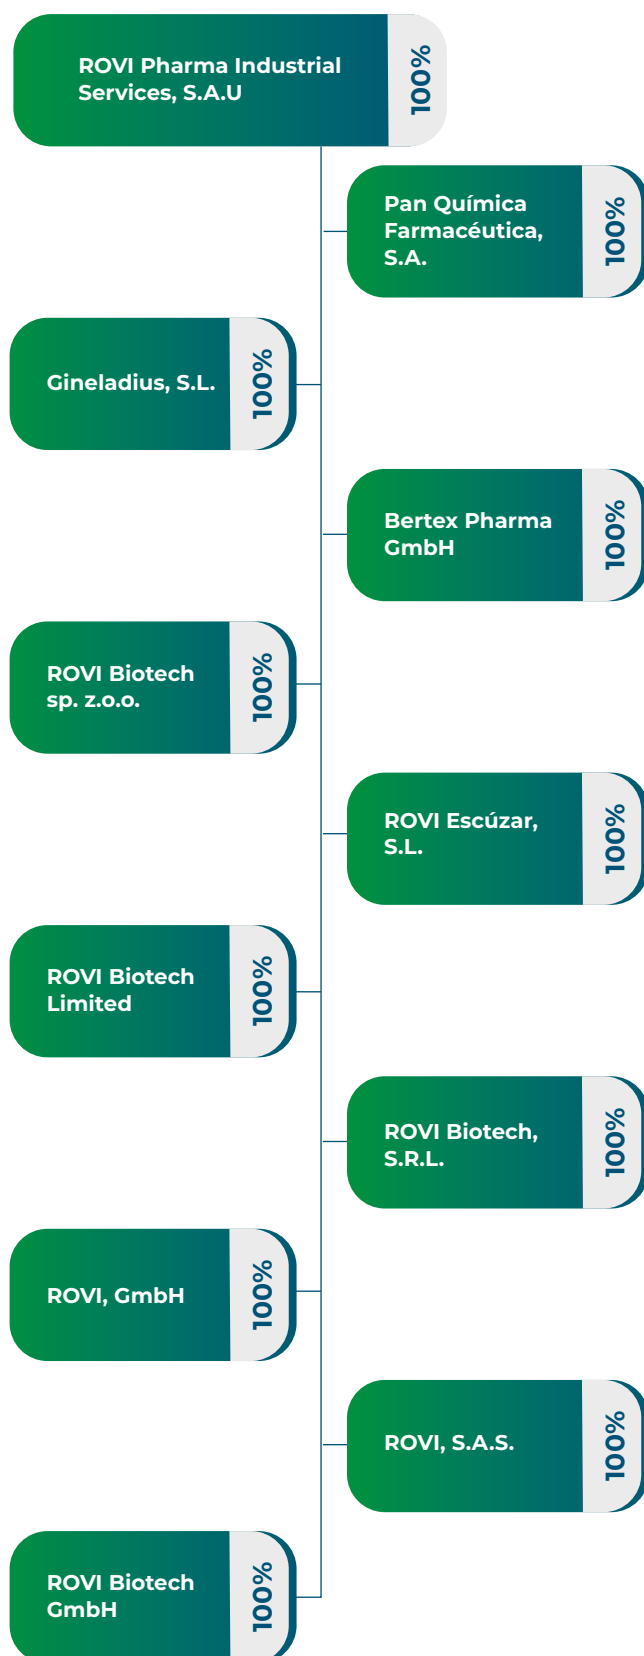 ROVI Pharma Industrial
Services, S.A.U
100%
Pan Química
Farmacéutica,
S.A.
100%
Gineladius, S.L.
100%
Bertex Pharma
GmbH
100%
ROVI Biotech
sp. z.o.o.
100%
ROVI Escúzar,
S.L.
100%
ROVI Biotech
Limited
100%
ROVI Biotech,
S.R.L.
100%
ROVI, GmbH
100%
ROVI, S.A.S.
100%
ROVI Biotech
GmbH
100%